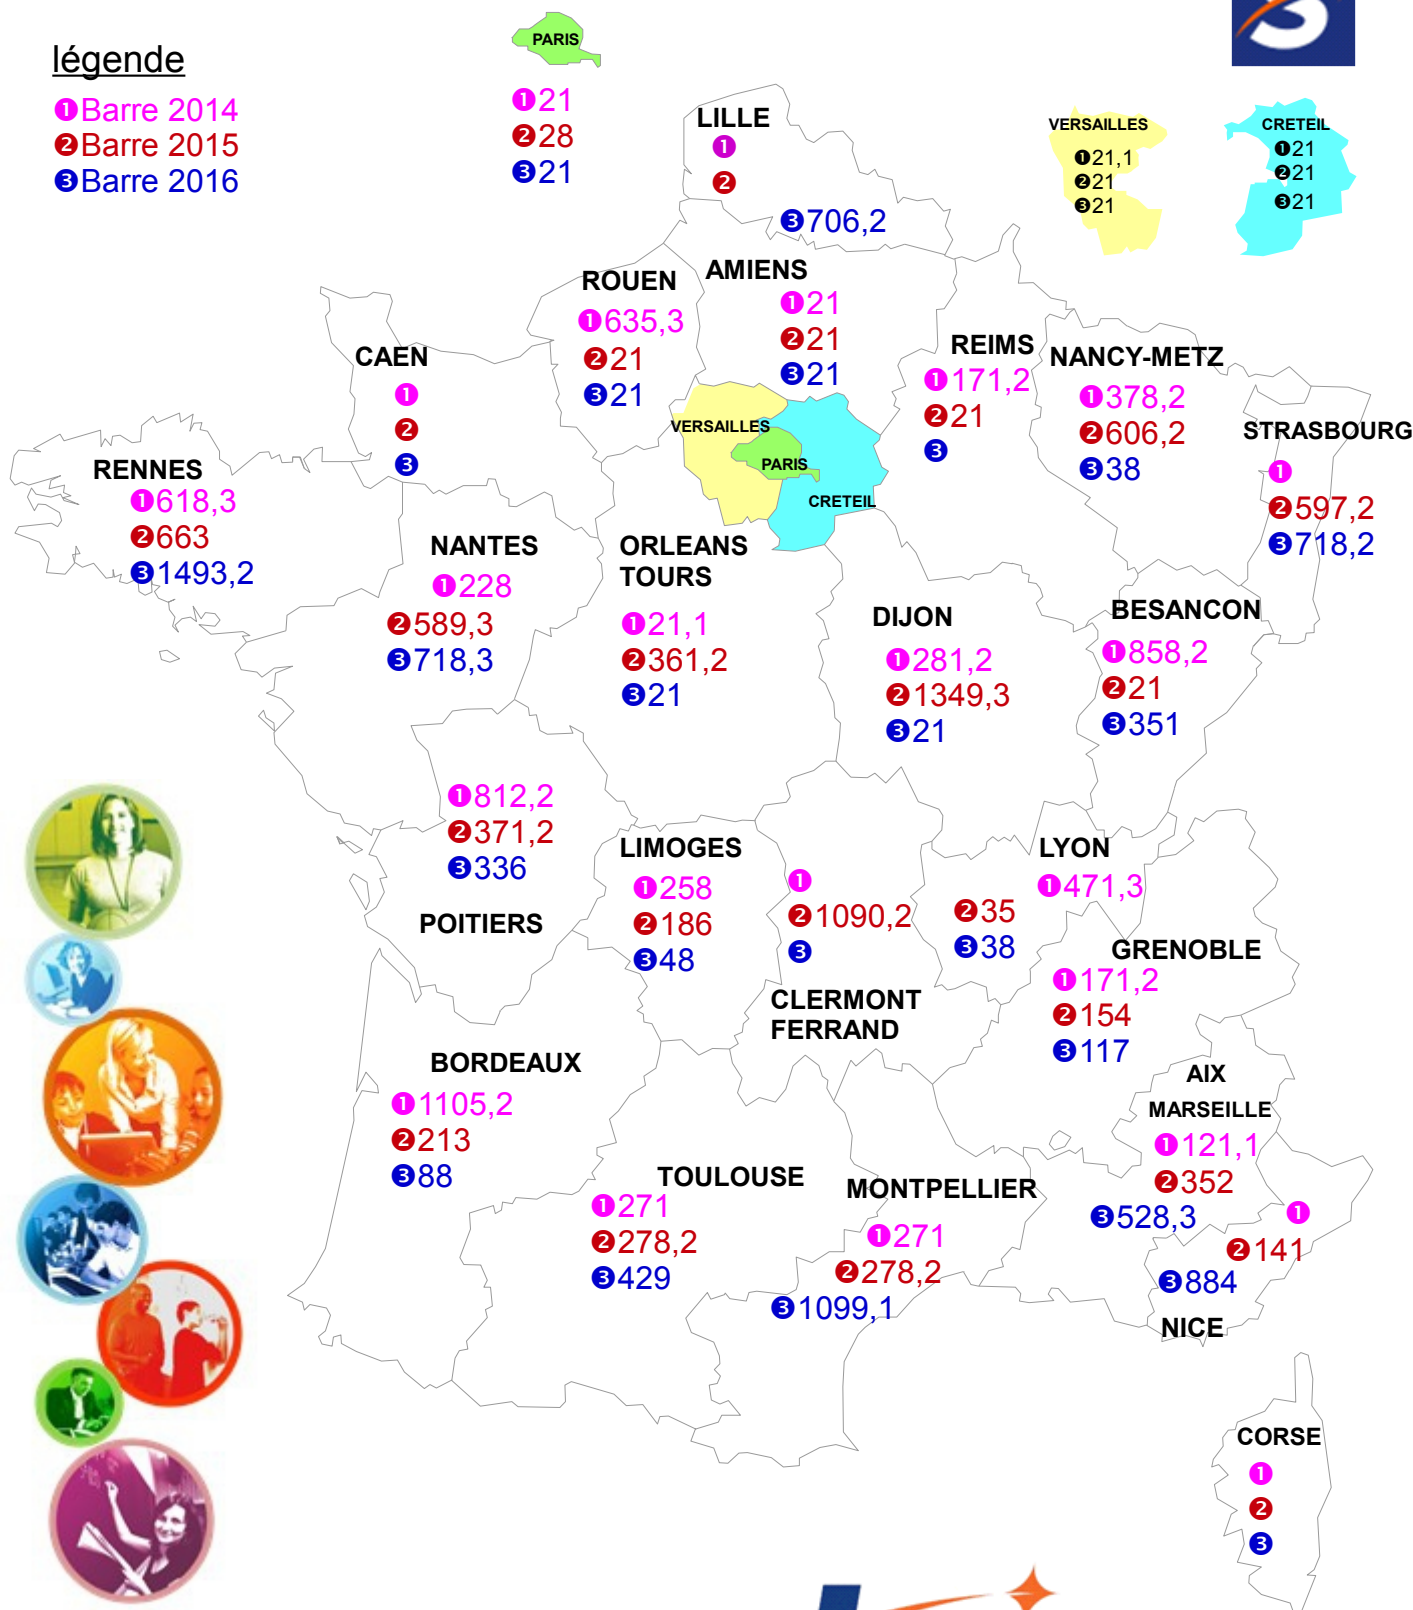 légende
❶Barre 2014
❷Barre 2015
❸Barre 2016
PARIS
❶21
❷28
❸21
LILLE
❶
❷
❸706,2
VERSAILLES
❶21,1
❷21
❸21
CRETEIL
❶21
❷21
❸21
ROUEN
❶635,3
❷21
❸21
AMIENS
❶21
❷21
❸21
CAEN
❶
❷
❸
REIMS
❶171,2
❷21
❸
NANCY-METZ
❶378,2
❷606,2
❸38
STRASBOURG
❶
❷597,2
❸718,2
VERSAILLES
PARIS
CRETEIL
RENNES
❶618,3
❷663
❸1493,2
NANTES
❶228
❷589,3
❸718,3
ORLEANS
TOURS
❶21,1
❷361,2
❸21
DIJON
❶281,2
❷1349,3
❸21
BESANCON
❶858,2
❷21
❸351
❶812,2
❷371,2
❸336
POITIERS
LIMOGES
❶258
❷186
❸48
❶
❷1090,2
❸
CLERMONT
FERRAND
LYON
❶471,3
❷35
❸38
GRENOBLE
❶171,2
❷154
❸117
BORDEAUX
❶1105,2
❷213
❸88
AIX
MARSEILLE
❶121,1
❷352
❸528,3
TOULOUSE
❶271
❷278,2
❸429
MONTPELLIER
❶271
❷278,2
❸1099,1
❶
❷141
❸884
NICE
CORSE
❶
❷
❸